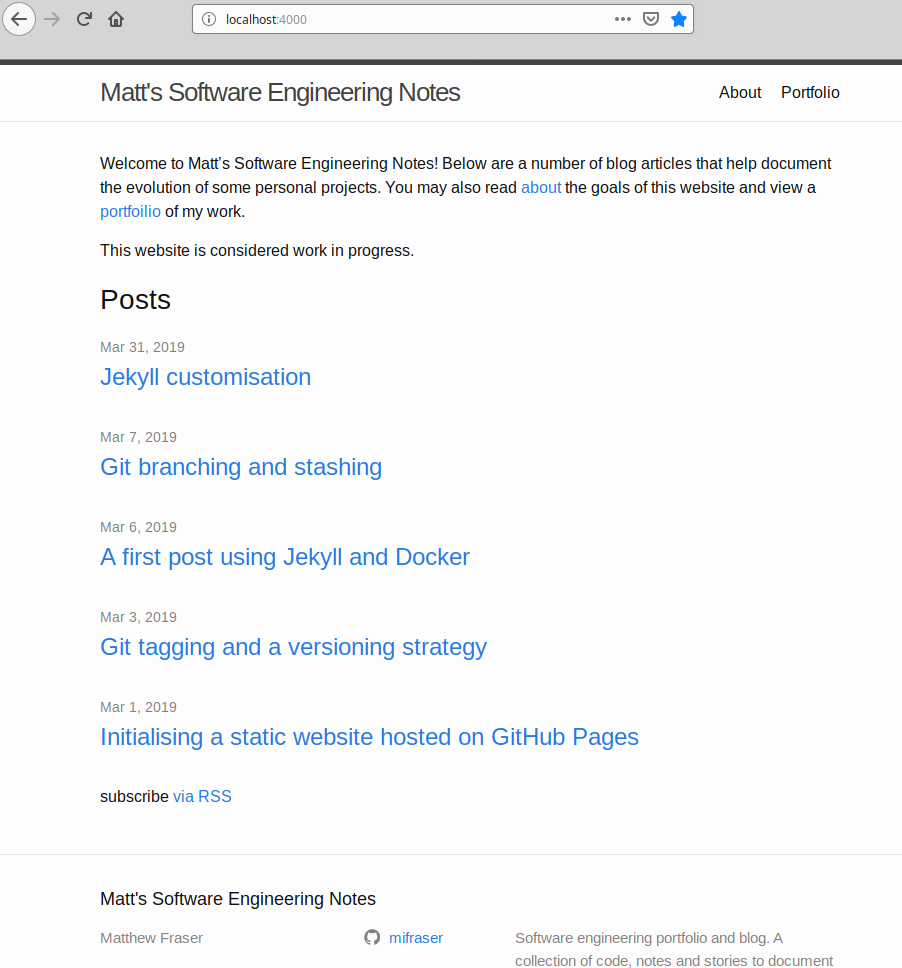 localhost:4000
Matt's Software Engineering Notes
About Portfolio
Welcome to Matt's Software Engineering Notes! Below are a number of blog articles that help document
the evolution of some personal projects. You may also read about the goals of this website and view a
portfoilio of my work.
This website is considered work in progress.
Posts
Mar 31, 2019
Jekyll customisation
Mar 7, 2019
Git branching and stashing
Mar 6, 2019
A first post using Jekyll and Docker
Mar 3, 2019
Git tagging and a versioning strategy
Mar 1, 2019
Initialising a static website hosted on GitHub Pages
subscribe via RSS
Matt's Software Engineering Notes
Matthew Fraser
mifraser
Software engineering portfolio and blog. A
collection of code, notes and stories to document